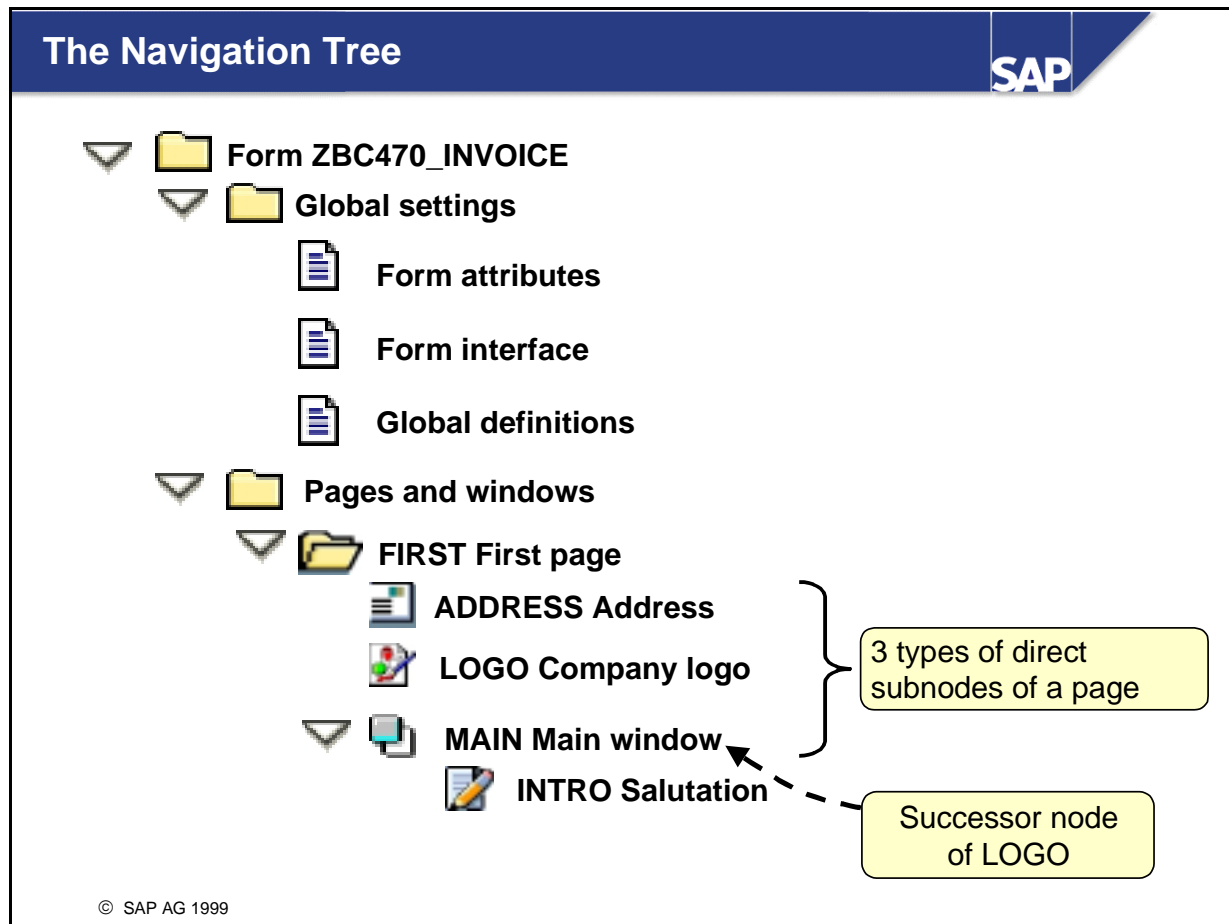 The Navigation Tree
SAP
Form ZBC470_INVOICE
Global settings
Form attributes
Form interface
Global definitions
Pages and windows
FIRST First page
ADDRESS Address
LOGO Company logo
MAIN Main window
INTRO Salutation
3 types of direct
subnodes of a page
Successor node
of LOGO
© SAP AG 1999